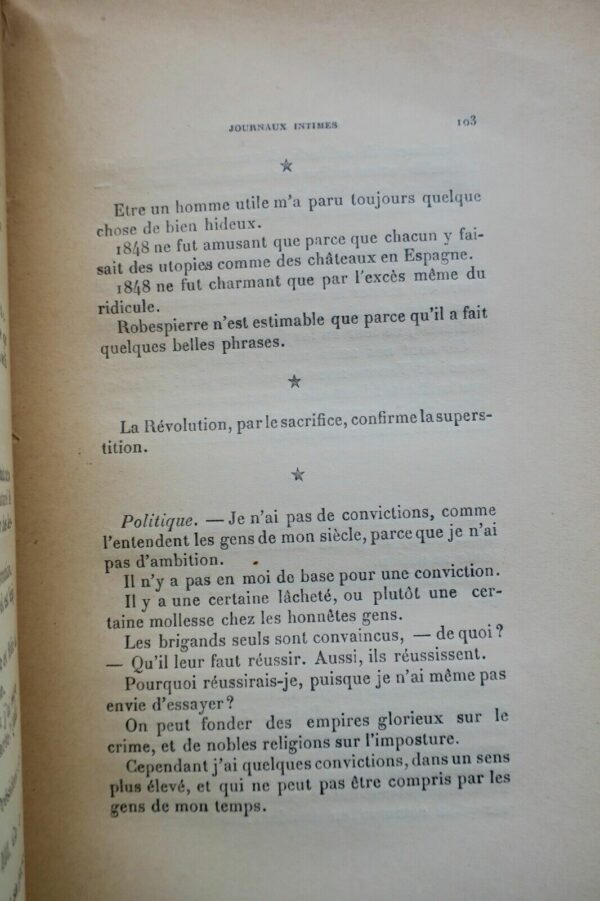 JOURNAUX INTIMES 193
Etre un homme utile m'a paru toujours quelque
chose de bien hideux.
1848 ne fut amusant que parce que chacun y fai-
sait des utopies comme des châteaux en Espagne.
1848 ne fut charmant que par l'excès même du
ridicule.
Robespierre n'est estimable que parce qu'il a fait
quelques belles phrases.
La Révolution, par le sacrifice, confirme la supers-
tition.
Politique. — Je n'ai pas de convictions, comme
l'entendent les gens de mon siècle, parce que je n'ai
pas d'ambition.
Il n'y a pas en moi de base pour une conviction.
Il y a une certaine lâcheté, ou plutôt une cer-
taine mollesse chez les honnêtes gens.
Les brigands seuls sont convaincus, — de quoi ?
— Qu'il leur faut réussir. Aussi, ils réussissent.
Pourquoi réussirais-je, puisque je n'ai même pas
envie d'essayer ?
On peut fonder des empires glorieux sur le
crime, et de nobles religions sur l'imposture.
Cependant j'ai quelques convictions, dans un sens
plus élevé, et qui ne peut pas être compris par les
gens de mon temps.